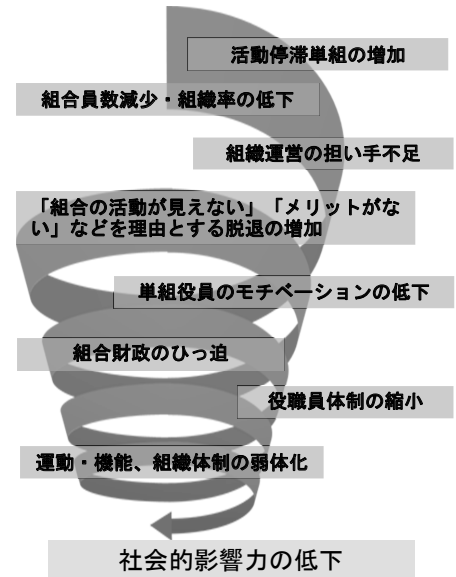 活動停滞単組の増加
組合員数減少・組織率の低下
組織運営の担い手不足
「組合の活動が見えない」「メリットがな
い」などを理由とする脱退の増加
単組役員のモチベーションの低下
組合財政のひっ迫
役職員体制の縮小
運動・機能、組織体制の弱体化
社会的影響力の低下